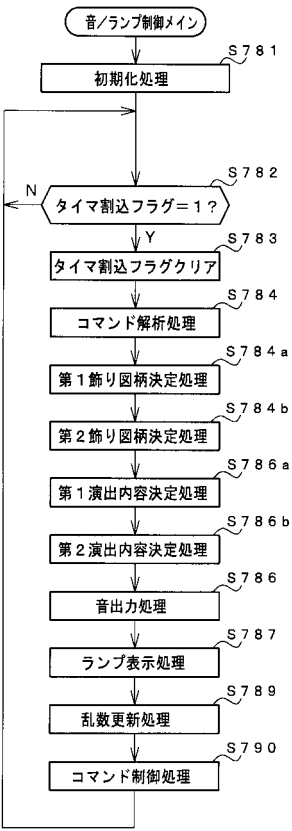 音／ランプ制御メイン
S781
初期化処理
S782
N
タイマ割込フラグ＝1？
Y
S783
タイマ割込フラグクリア
S784
コマンド解析処理
S784a
第1飾り図柄決定処理
S784b
第2飾り図柄決定処理
S786a
第1演出内容決定処理
S786b
第2演出内容決定処理
S786
音出力処理
S787
ランプ表示処理
S789
乱数更新処理
S790
コマンド制御処理